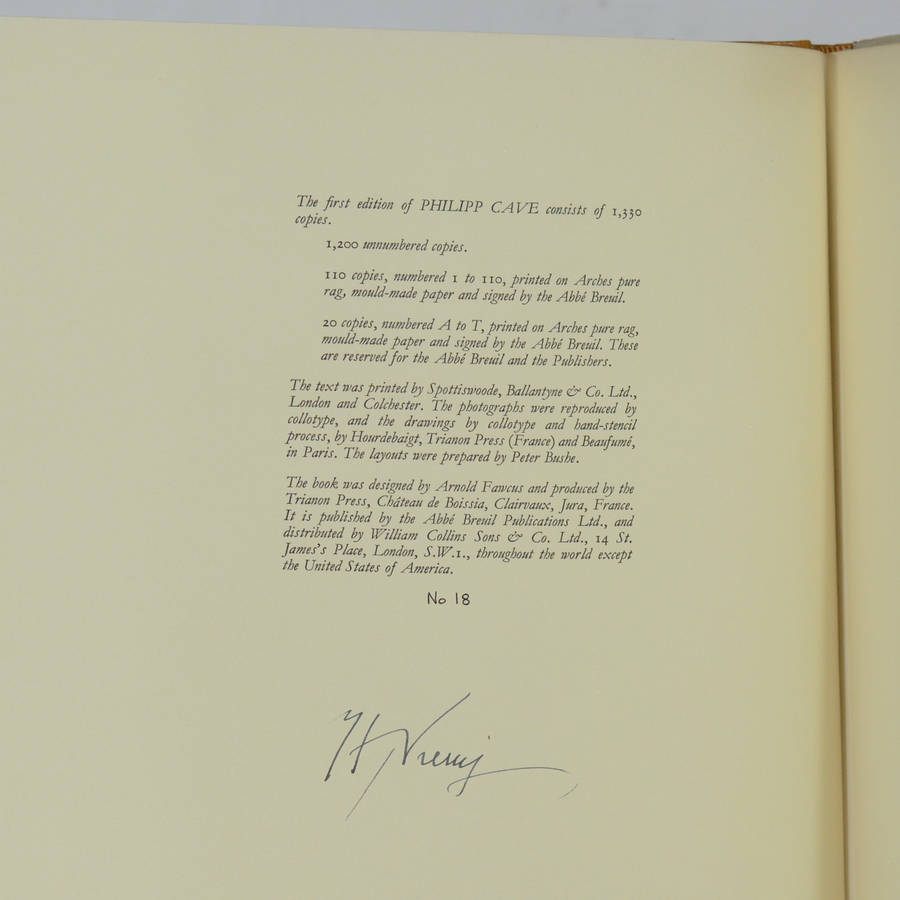 The first edition of PHILIPP CAVE consists of 1,330
copies.
1,200 unnumbered copies.
110 copies, numbered 1 to 110, printed on Arches pure
rag, mould-made paper and signed by the Abbé Breuil.
20 copies, numbered A to T, printed on Arches pure rag,
mould-made paper and signed by the Abbé Breuil. These
are reserved for the Abbé Breuil and the Publishers.
The text was printed by Spottiswoode, Ballantyne & Co. Ltd.,
London and Colchester. The photographs were reproduced by
collotype, and the drawings by collotype and hand-stencil
process, by Hourdebaigt, Trianon Press (France) and Beaufumé,
in Paris. The layouts were prepared by Peter Bushe.
The book was designed by Arnold Fawcus and produced by the
Trianon Press, Château de Boissia, Clairvaux, Jura, France.
It is published by the Abbé Breuil Publications Ltd., and
distributed by William Collins Sons & Co. Ltd., 14 St.
James's Place, London, S.W.1., throughout the world except
the United States of America.
No 18